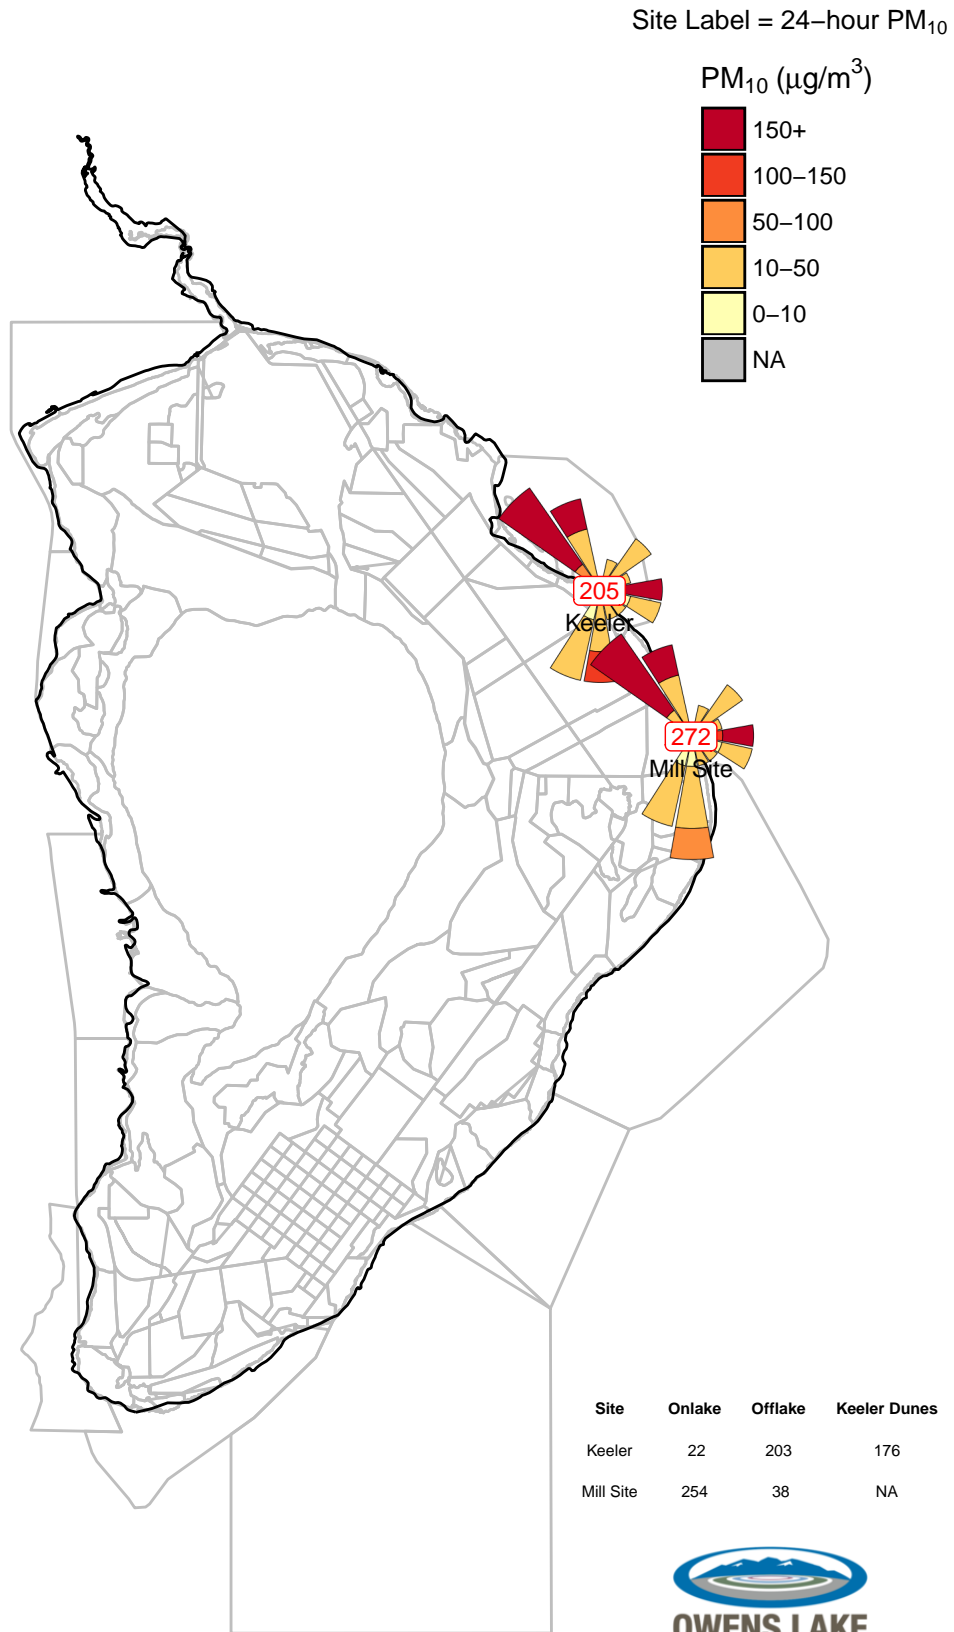 Site Label = 24−hour PM₁₀
PM₁₀ (μg/m³)
150+
100−150
50−100
10−50
0−10
NA
205
Keeler
272
Mill Site
Site Onlake Offlake Keeler Dunes
Keeler 22 203 176
Mill Site 254 38 NA
OWENS LAKE